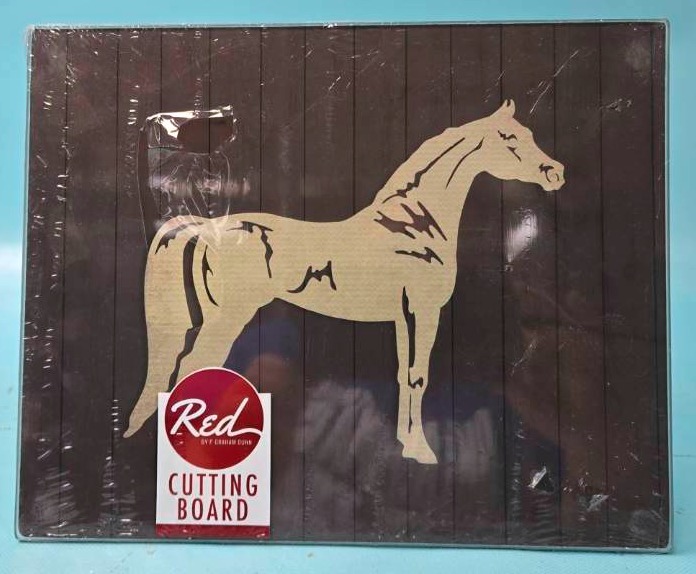 Red
BY P GRAHAM DUNN
CUTTING
BOARD